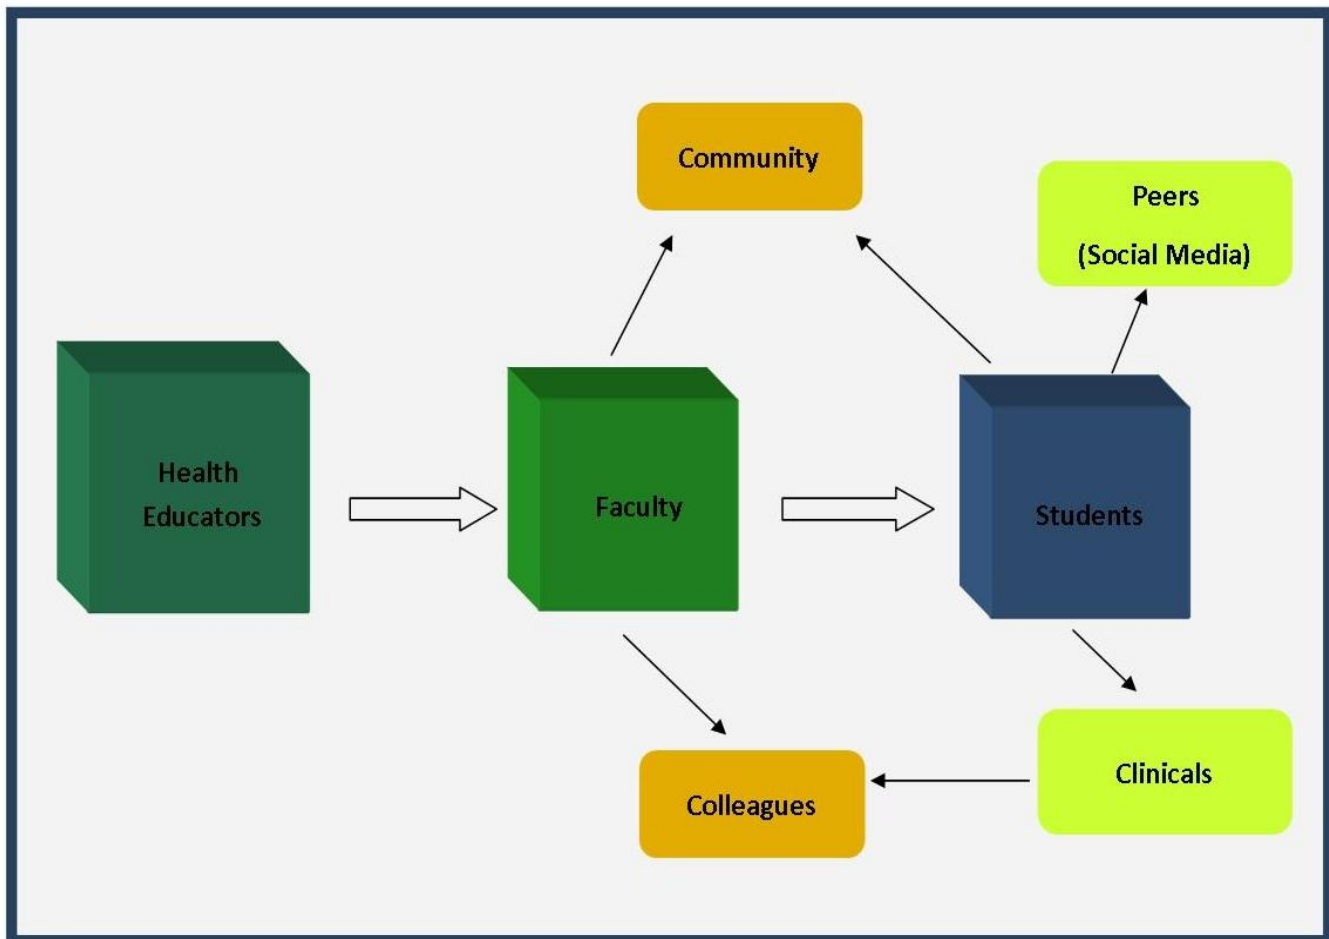 Community
Peers
(Social Media)
Health
Educators
Faculty
Students
Colleagues
Clinicals